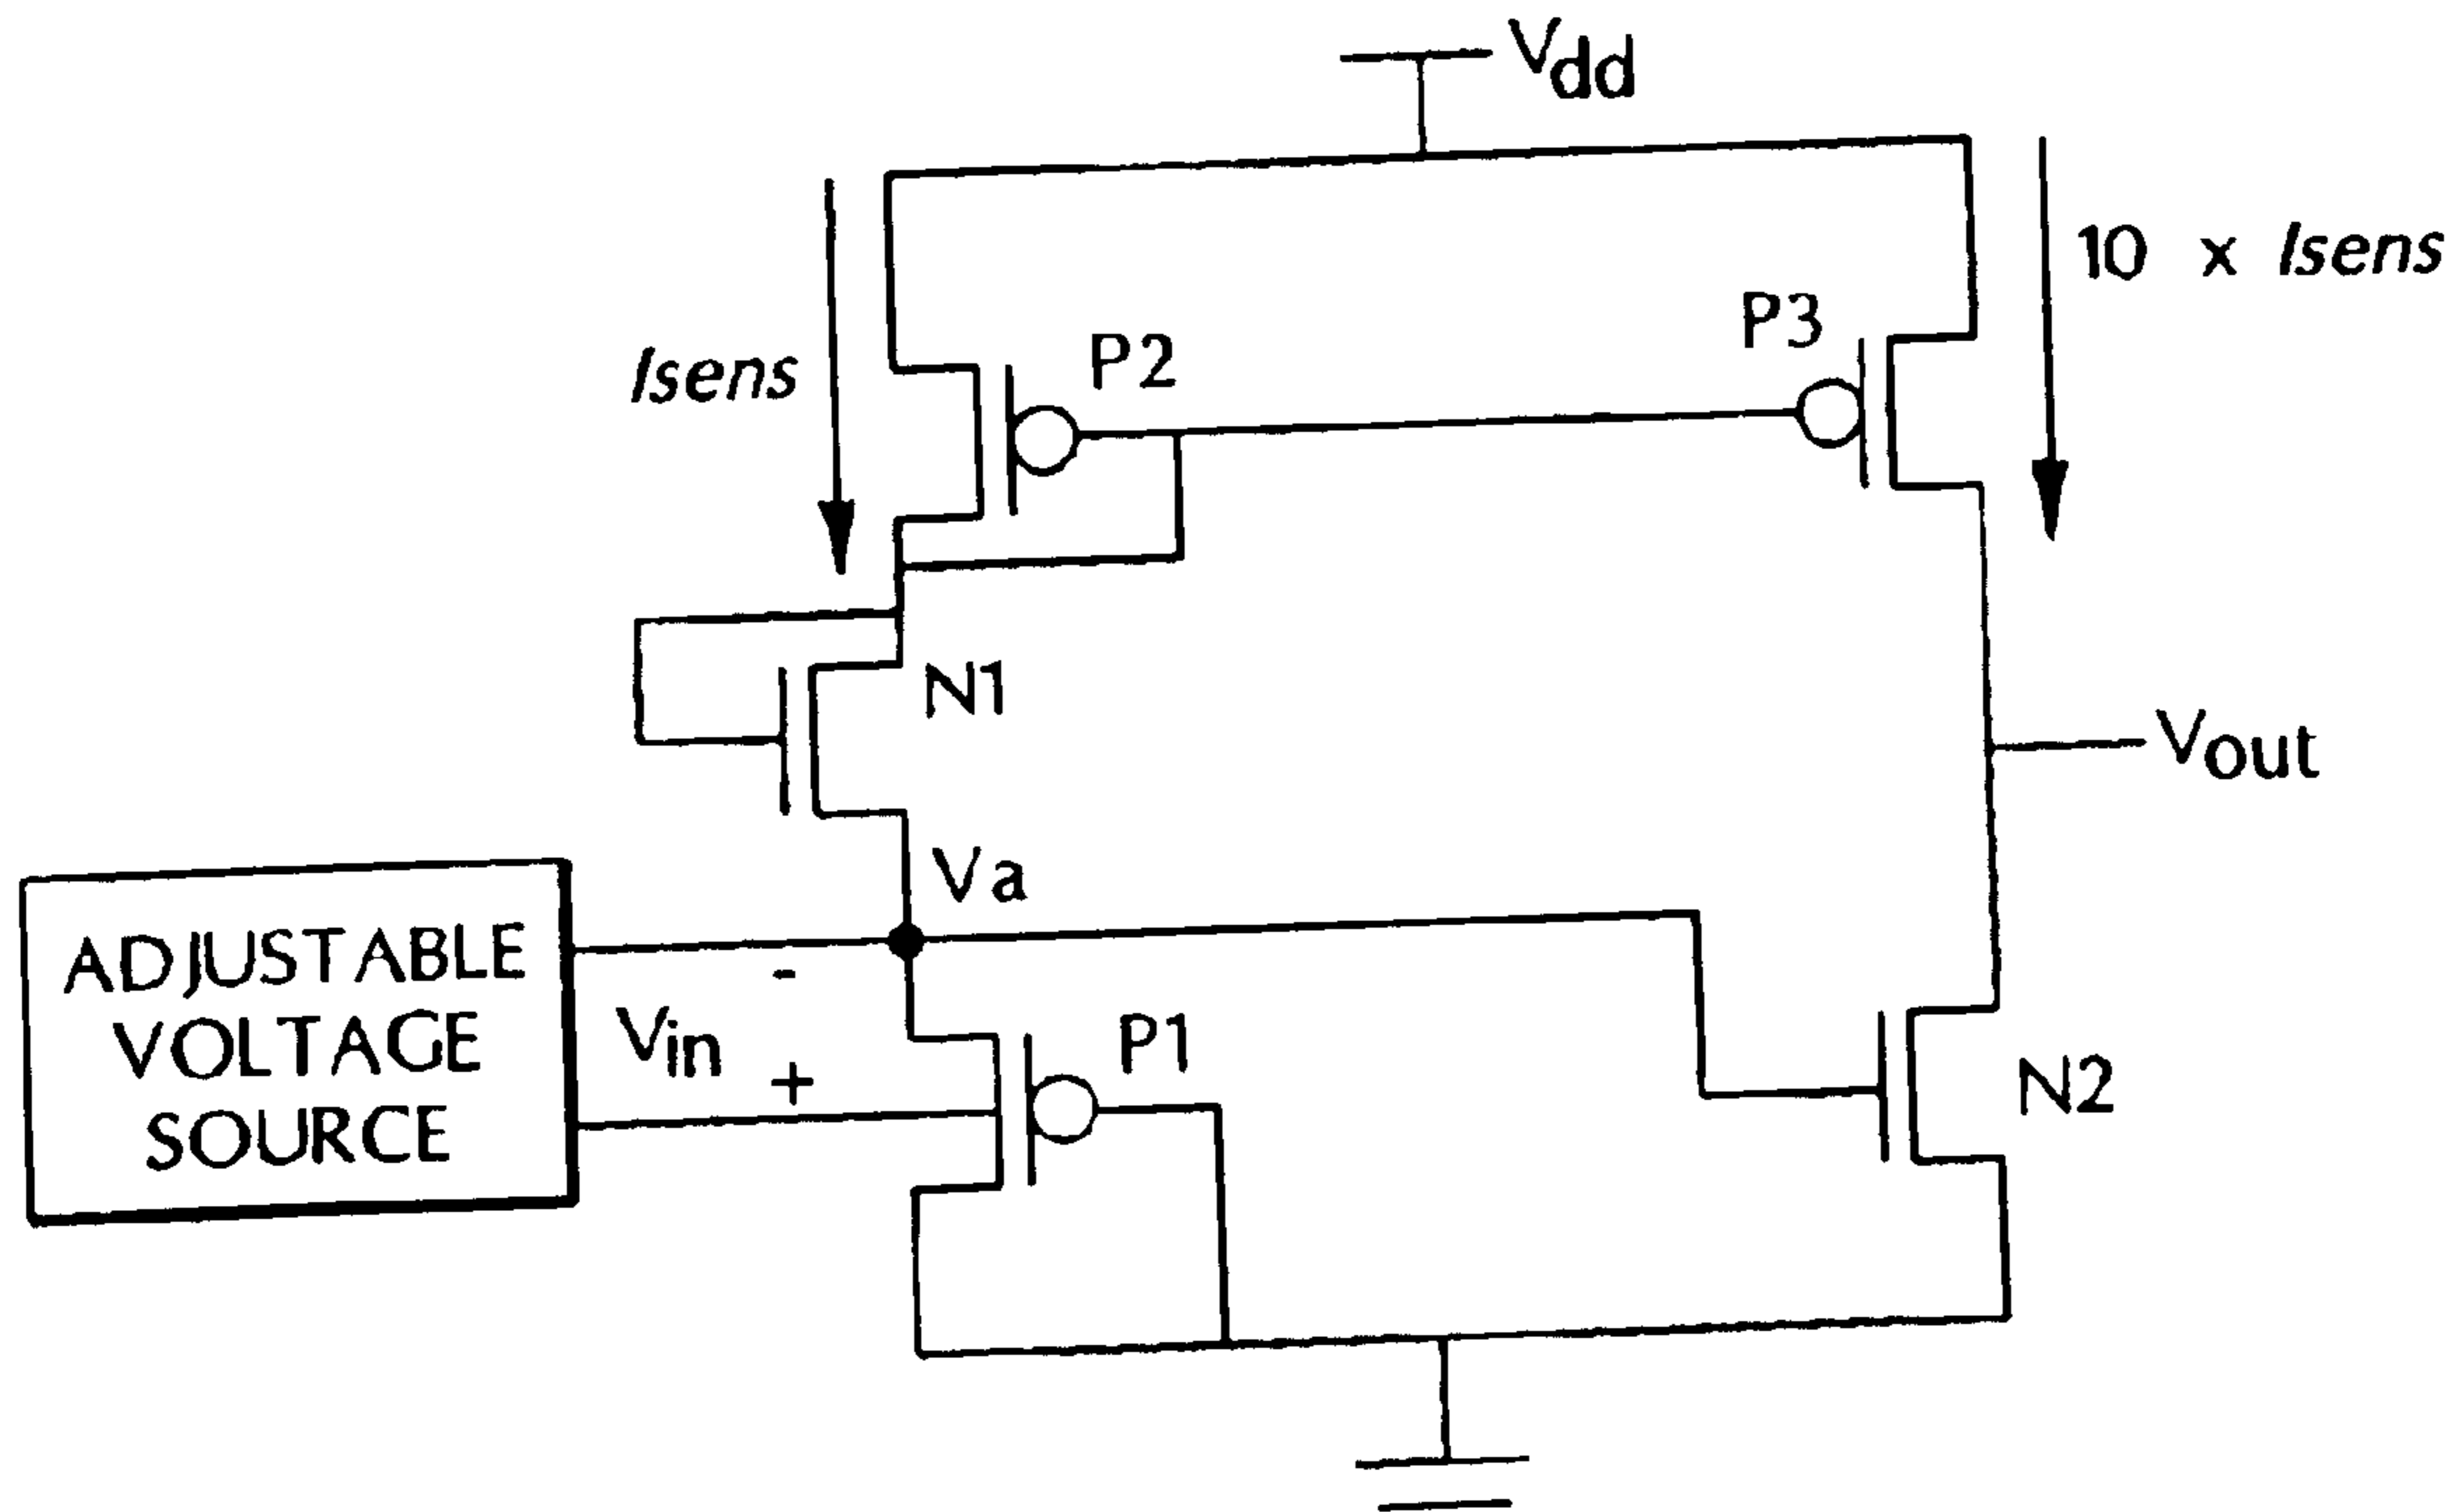 Vdd
10 x Isens
P3
P2
Isens
N1
Vout
Va
ADJUSTABLE
VOLTAGE
SOURCE
-
Vin
+
P1
N2